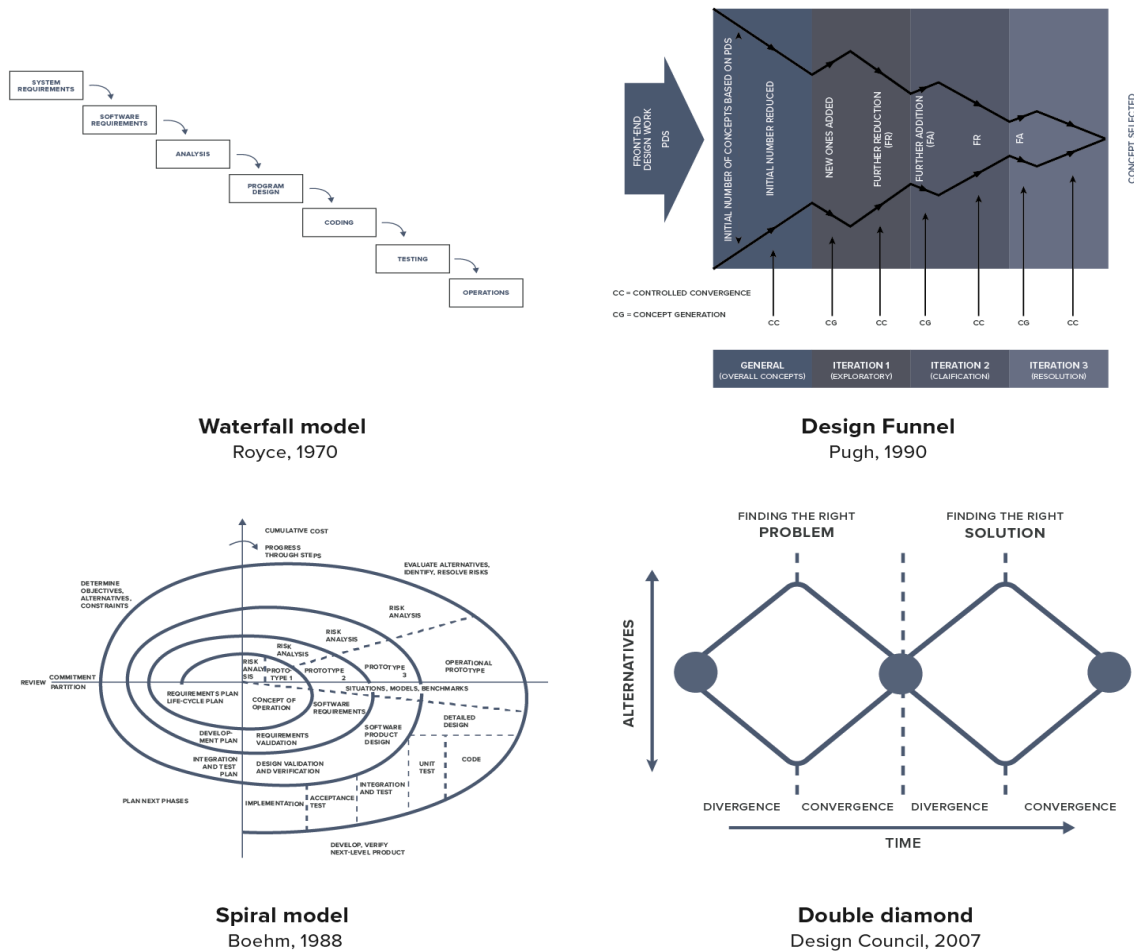 SYSTEM
REQUIREMENTS
SOFTWARE
REQUIREMENTS
ANALYSIS
PROGRAM
DESIGN
CODING
TESTING
OPERATIONS
Waterfall model
Royce, 1970
FRONT-END
DESIGN WORK
PDS
INITIAL NUMBER OF CONCEPTS BASED ON PDS
INITIAL NUMBER REDUCED
NEW ONES ADDED
FURTHER REDUCTION
(FR)
FURTHER ADDITION
(FA)
FR
FA
CONCEPT SELECTED
CC = CONTROLLED CONVERGENCE
CG = CONCEPT GENERATION
CC
CG
CC
CG
CC
CG
CC
GENERAL
(OVERALL CONCEPTS)
ITERATION 1
(EXPLORATORY)
ITERATION 2
(CLAIFICATION)
ITERATION 3
(RESOLUTION)
Design Funnel
Pugh, 1990
CUMULATIVE COST
PROGRESS
THROUGH STEPS
EVALUATE ALTERNATIVES,
IDENTIFY, RESOLVE RISKS
DETERMINE
OBJECTIVES,
ALTERNATIVES,
CONSTRAINTS
RISK
ANALYSIS
RISK
ANALYSIS
RISK
ANALYSIS
RISK
ANALY-
SIS
PROTO-
TYPE 1
PROTOTYPE
2
PROTOTYPE
3
OPERATIONAL
PROTOTYPE
REVIEW
COMMITMENT
PARTITION
SITUATIONS, MODELS, BENCHMARKS
REQUIREMENTS PLAN
LIFE-CYCLE PLAN
CONCEPT OF
OPERATION
SOFTWARE
REQUIREMENTS
SOFTWARE
PRODUCT
DESIGN
DETAILED
DESIGN
DEVELOP-
MENT PLAN
REQUIREMENTS
VALIDATION
INTEGRATION
AND TEST
PLAN
DESIGN VALIDATION
AND VERIFICATION
UNIT
TEST
CODE
INTEGRATION
AND TEST
ACCEPTANCE
TEST
IMPLEMENTATION
PLAN NEXT PHASES
DEVELOP, VERIFY
NEXT-LEVEL PRODUCT
Spiral model
Boehm, 1988
FINDING THE RIGHT
PROBLEM
FINDING THE RIGHT
SOLUTION
ALTERNATIVES
DIVERGENCE
CONVERGENCE
DIVERGENCE
CONVERGENCE
TIME
Double diamond
Design Council, 2007